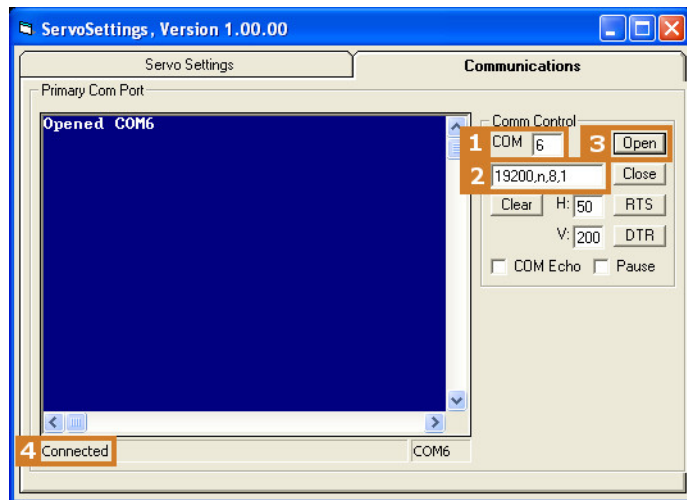 ServoSettings, Version 1.00.00
Servo Settings
Communications
Primary Com Port
Opened COM6
Comm Control
1 COM 6 3 Open
2 19200,n,8,1 Close
Clear H: 50 RTS
V: 200 DTR
COM Echo Pause
4 Connected COM6